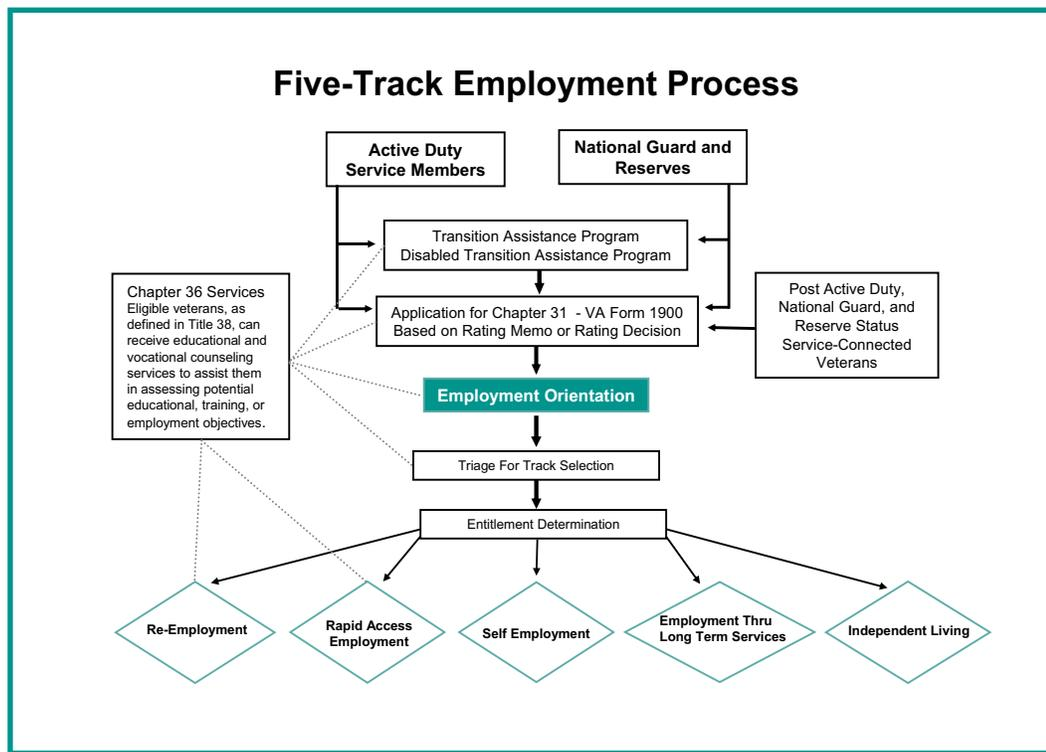 Five-Track Employment Process
Active Duty
Service Members
National Guard and
Reserves
Transition Assistance Program
Disabled Transition Assistance Program
Chapter 36 Services
Eligible veterans, as
defined in Title 38, can
receive educational and
vocational counseling
services to assist them
in assessing potential
educational, training, or
employment objectives.
Application for Chapter 31 - VA Form 1900
Based on Rating Memo or Rating Decision
Post Active Duty,
National Guard, and
Reserve Status
Service-Connected
Veterans
Employment Orientation
Triage For Track Selection
Entitlement Determination
Re-Employment
Rapid Access
Employment
Self Employment
Employment Thru
Long Term Services
Independent Living